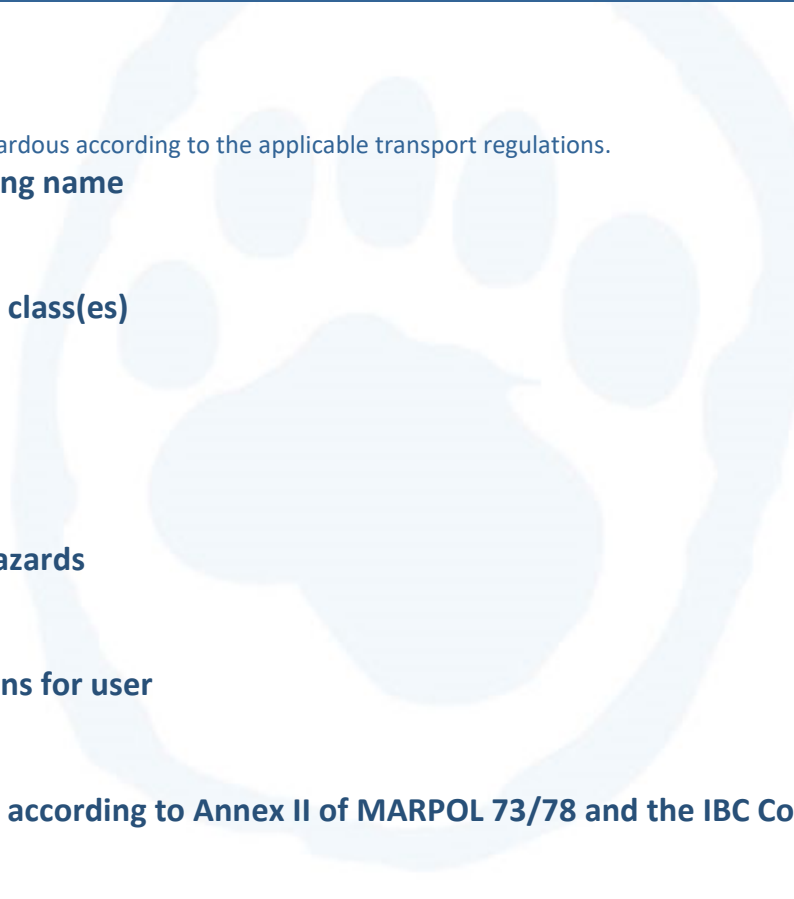 ardous according to the applicable transport regulations.
ng name
class(es)
azards
ns for user
according to Annex II of MARPOL 73/78 and the IBC Co